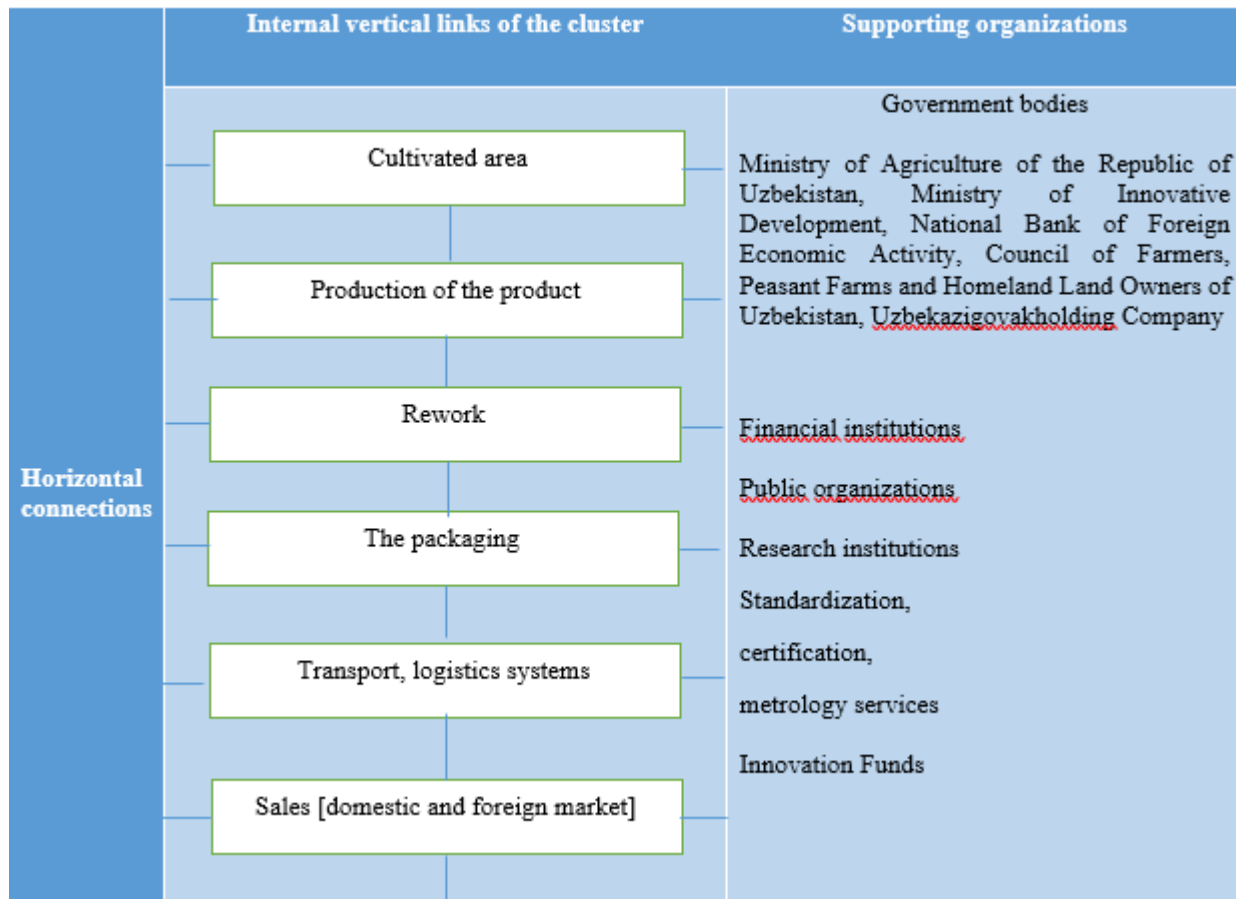 Internal vertical links of the cluster
Supporting organizations
Horizontal
connections
Cultivated area
Production of the product
Rework
The packaging
Transport, logistics systems
Sales [domestic and foreign market]
Government bodies
Ministry of Agriculture of the Republic of
Uzbekistan, Ministry of Innovative
Development, National Bank of Foreign
Economic Activity, Council of Farmers,
Peasant Farms and Homeland Land Owners of
Uzbekistan, Uzbekazigovakholding Company
Financial institutions
Public organizations
Research institutions
Standardization,
certification,
metrology services
Innovation Funds